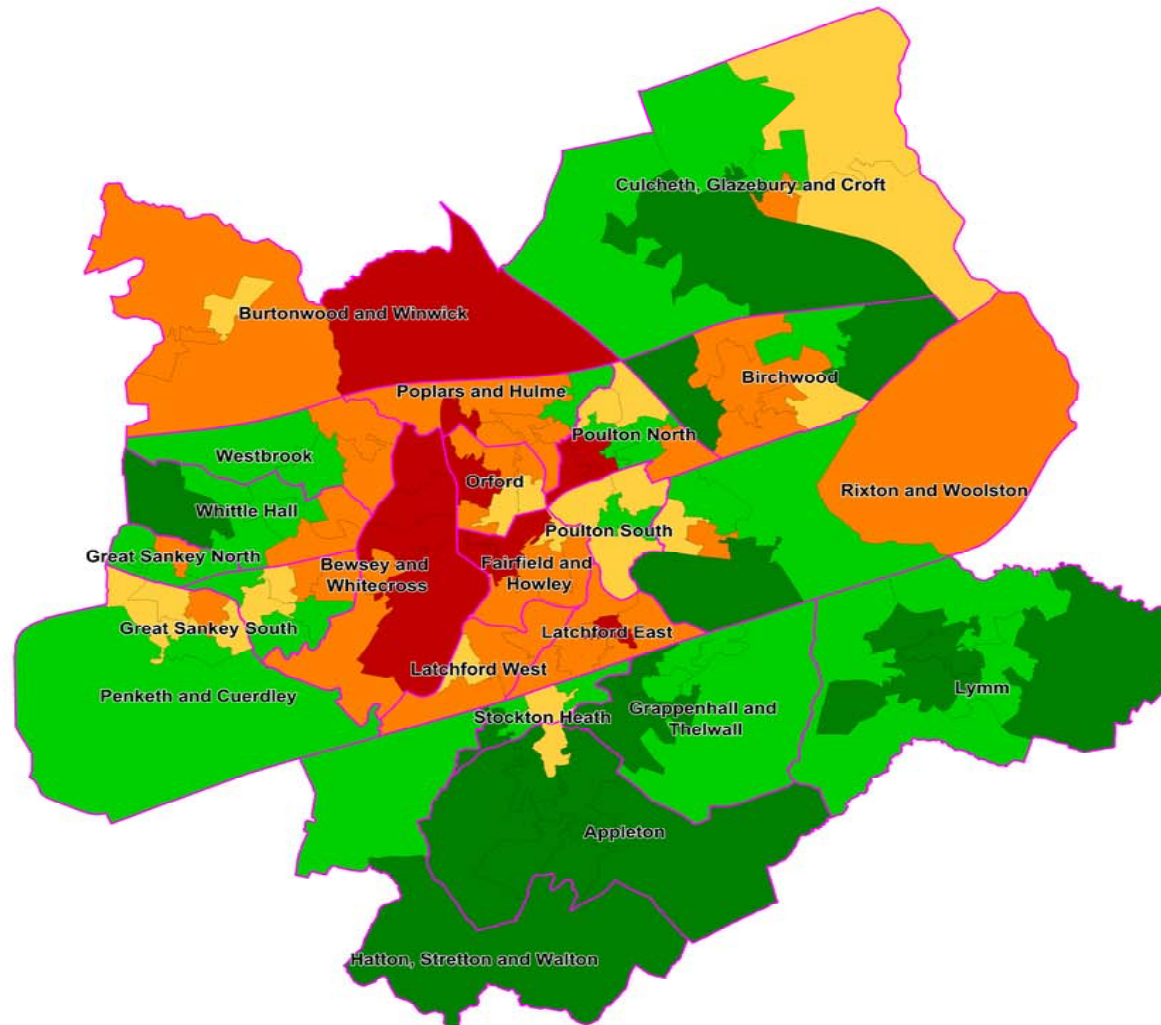 Culcheth, Glazebury and Croft
Burtonwood and Winwick
Birchwood
Poplars and Hulme
Poulton North
Westbrook
Orford
Rixton and Woolston
Whittle Hall
Poulton South
Great Sankey North
Bewsey and
Whitecross
Fairfield and
Howley
Great Sankey South
Latchford East
Latchford West
Penketh and Cuerdley
Lymm
Stockton Heath
Grappenhall and
Thelwall
Appleton
Hatton, Stretton and Walton